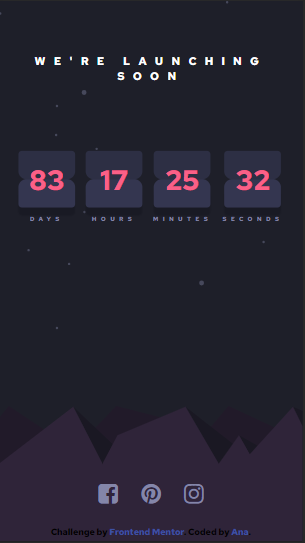 WE'RE LAUNCHING
SOON
83 17 25 32
DAYS HOURS MINUTES SECONDS
Challenge by Frontend Mentor. Coded by Ana